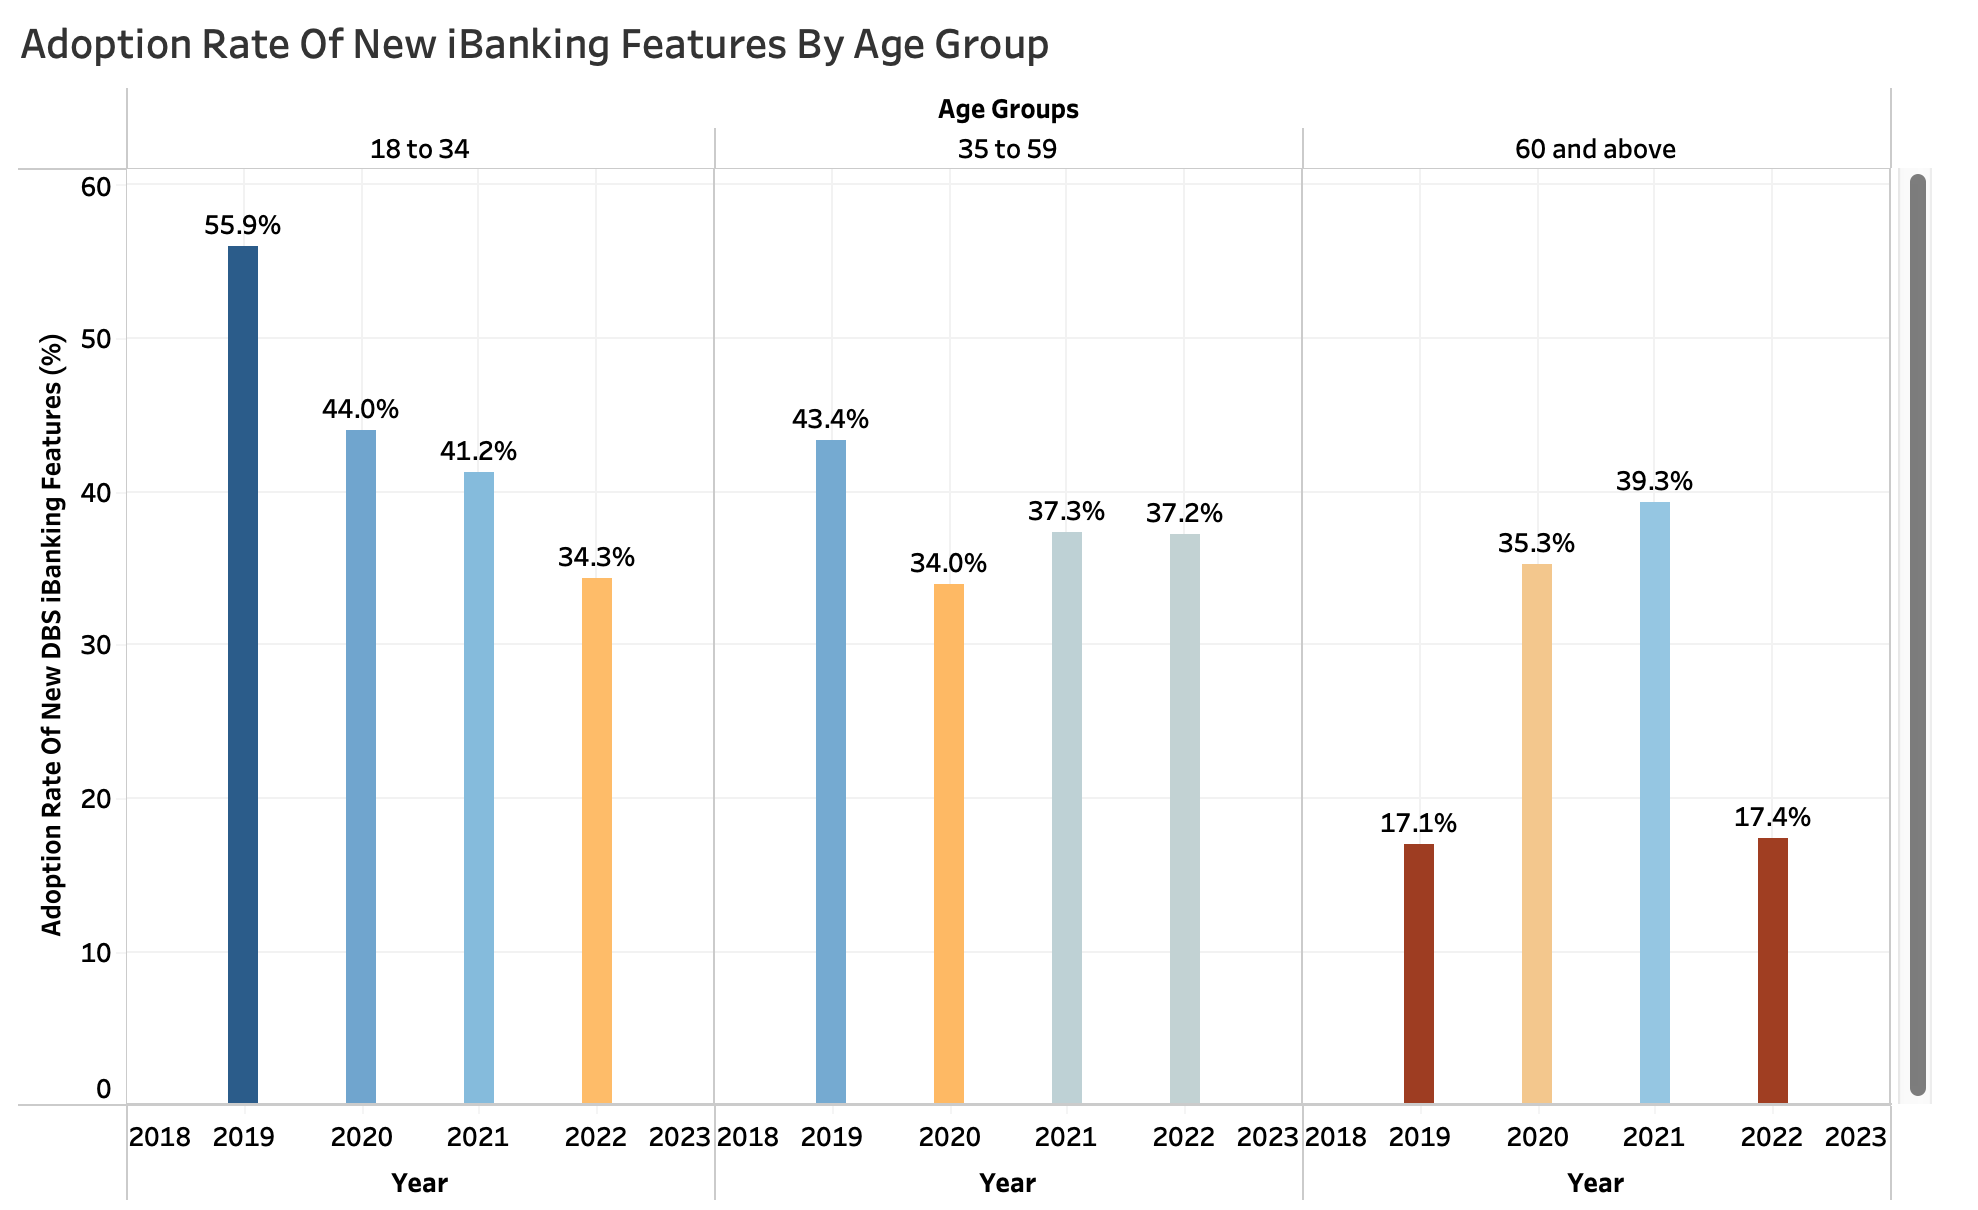 Adoption Rate Of New iBanking Features By Age Group
Age Groups
18 to 34
35 to 59
60 and above
Adoption Rate Of New DBS iBanking Features (%)
60
50
40
30
20
10
0
55.9%
44.0%
41.2%
34.3%
43.4%
34.0%
37.3%
37.2%
17.1%
35.3%
39.3%
17.4%
2018 2019 2020 2021 2022 2023
2018 2019 2020 2021 2022 2023
2018 2019 2020 2021 2022 2023
Year
Year
Year